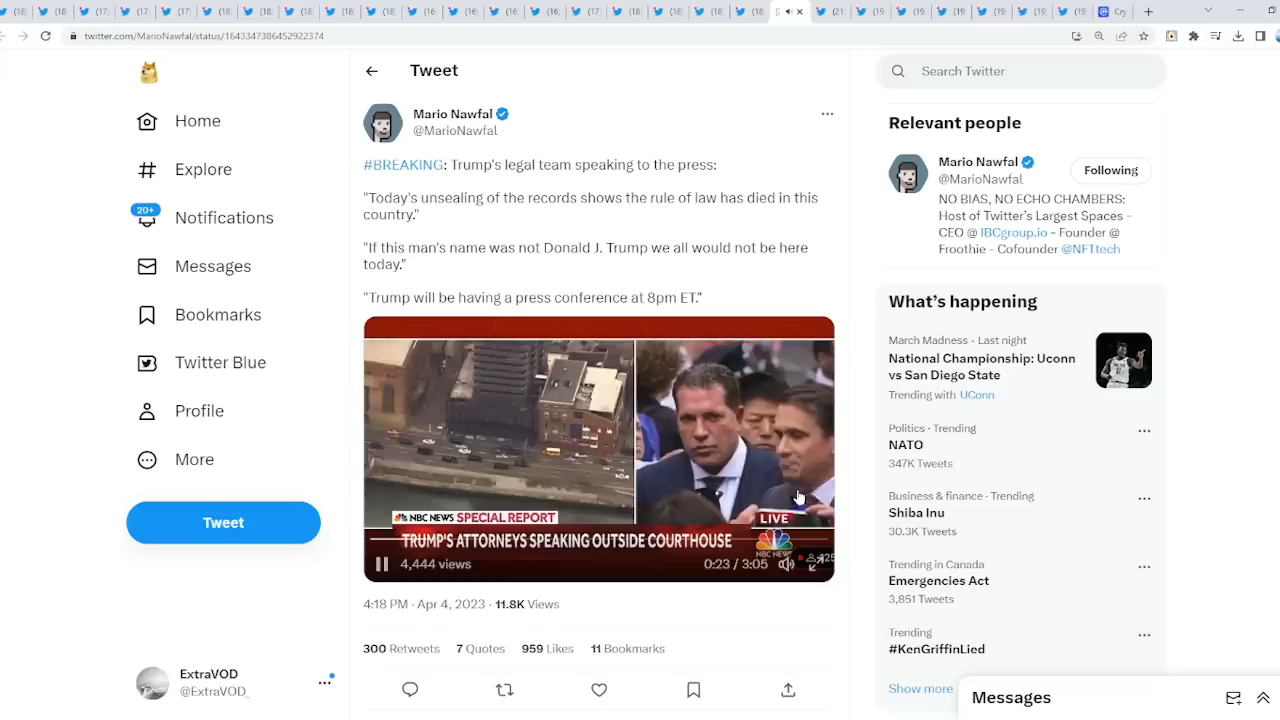 twitter.com/MarioNawfal/status/1643347386452922374
Home
Explore
20+
Notifications
Messages
Bookmarks
Twitter Blue
Profile
More
Tweet
ExtraVOD
@ExtraVOD_
Tweet
Mario Nawfal
@MarioNawfal
#BREAKING: Trump's legal team speaking to the press:
"Today's unsealing of the records shows the rule of law has died in this
country."
"If this man's name was not Donald J. Trump we all would not be here
today."
"Trump will be having a press conference at 8pm ET."
NBC NEWS SPECIAL REPORT
LIVE
TRUMP'S ATTORNEYS SPEAKING OUTSIDE COURTHOUSE
NBC NEWS
4,444 views
0:23 / 3:05
4:18 PM · Apr 4, 2023 · 11.8K Views
300 Retweets 7 Quotes 959 Likes 11 Bookmarks
Search Twitter
Relevant people
Mario Nawfal
@MarioNawfal
Following
NO BIAS, NO ECHO CHAMBERS:
Host of Twitter's Largest Spaces -
CEO @ IBCgroup.io - Founder @
Froothie - Cofounder @NFTtech
What's happening
March Madness · Last night
National Championship: Uconn
vs San Diego State
Trending with UConn
Politics · Trending
NATO
347K Tweets
Business & finance · Trending
Shiba Inu
30.3K Tweets
Trending in Canada
Emergencies Act
3,851 Tweets
Trending
#KenGriffinLied
Show more
Messages